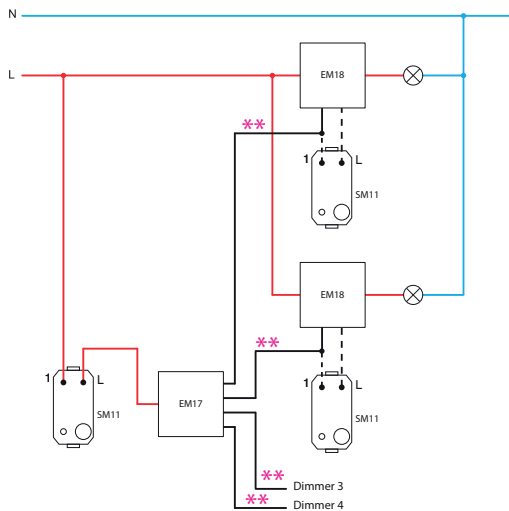 N
L
EM18
**
1 L
SM11
EM18
**
1 L
SM11
1 L
SM11
EM17
**
Dimmer 3
**
Dimmer 4